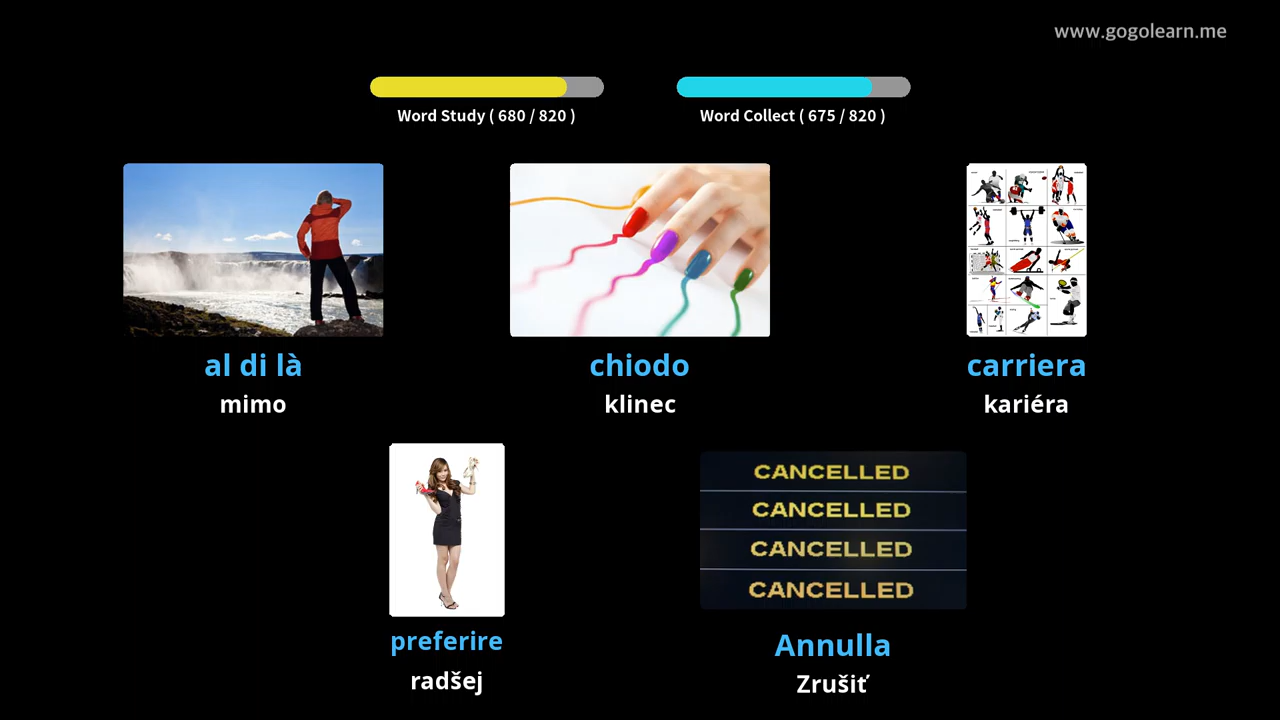 www.gogolearn.me
Word Study ( 680 / 820 )
Word Collect ( 675 / 820 )
al di là
mimo
chiodo
klinec
carriera
kariéra
CANCELLED
CANCELLED
CANCELLED
CANCELLED
preferire
radšej
Annulla
Zrušiť